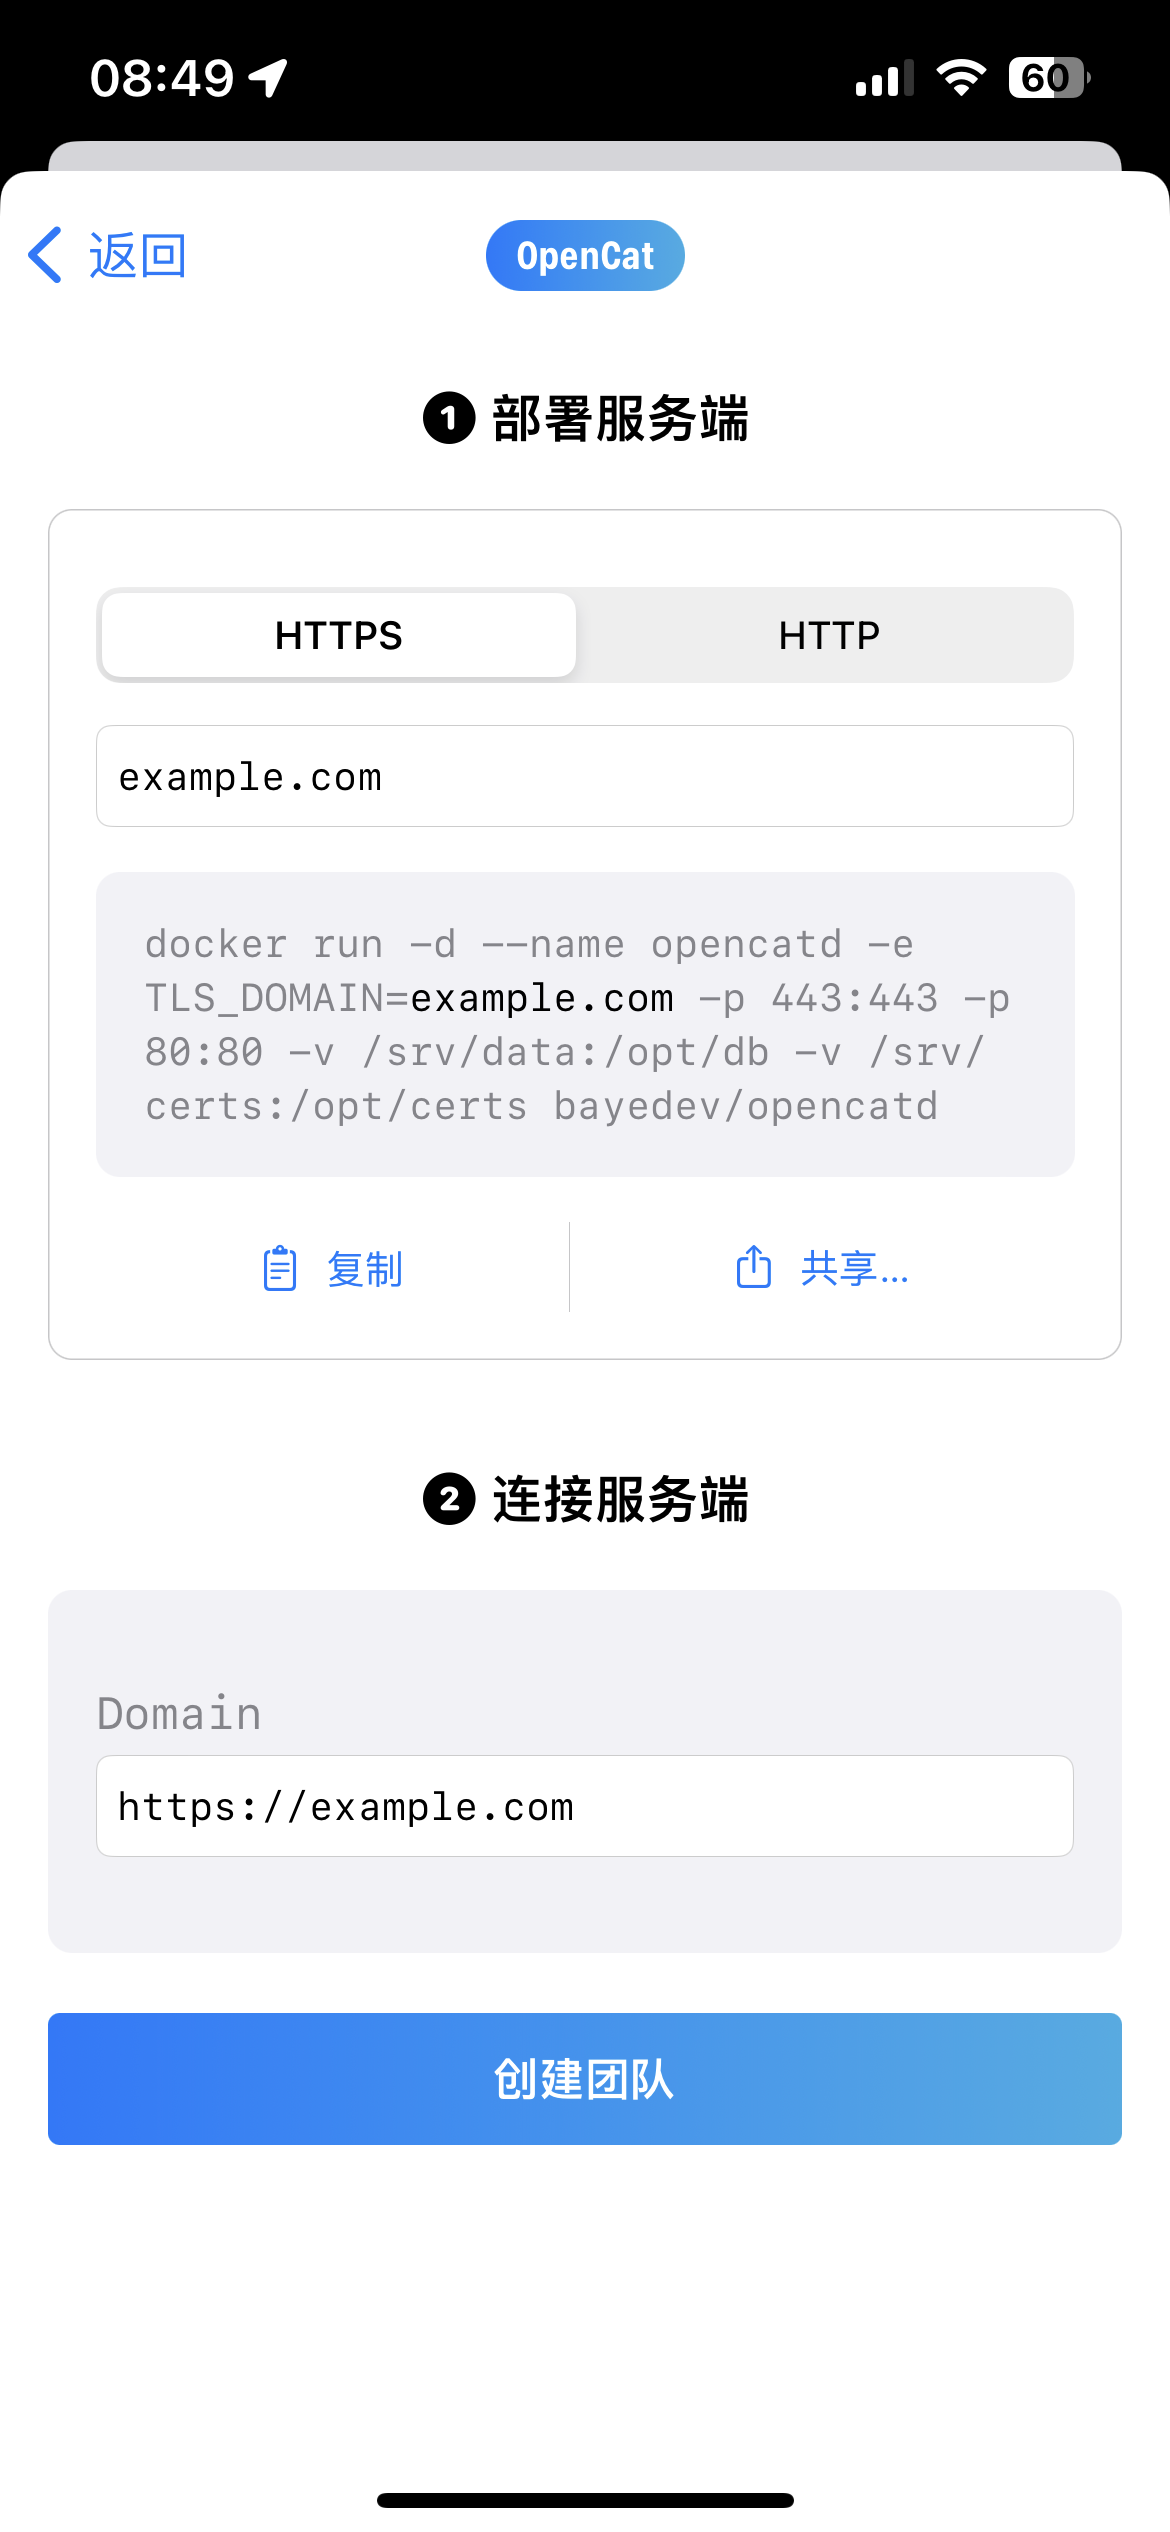 08:49
60
返回
OpenCat
1 部署服务端
HTTPS
HTTP
example.com
docker run -d --name opencatd -e
TLS_DOMAIN=example.com -p 443:443 -p
80:80 -v /srv/data:/opt/db -v /srv/
certs:/opt/certs bayedev/opencatd
复制
共享...
2 连接服务端
Domain
https://example.com
创建团队